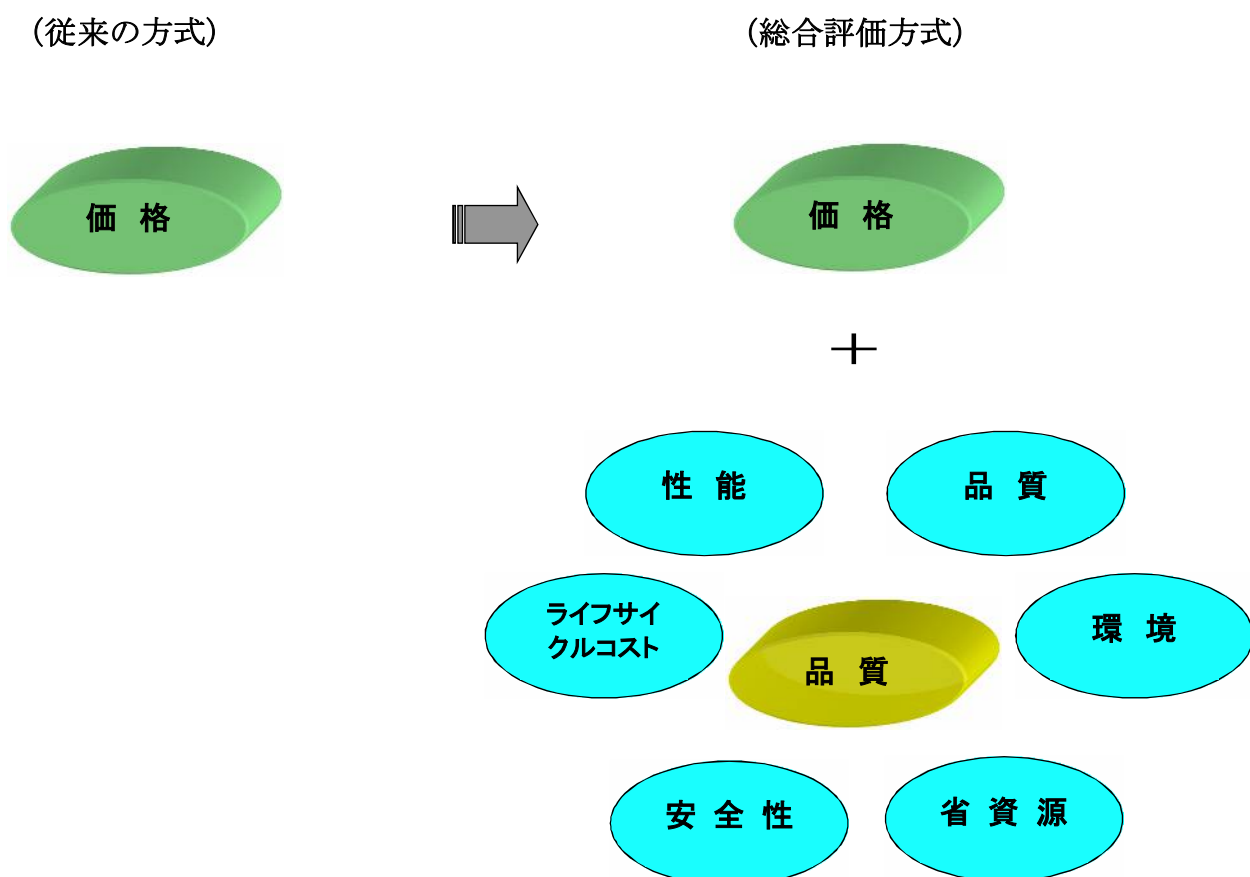 （従来の方式）
（総合評価方式）
価 格
価 格
＋
性 能
品 質
ライフサイ
クルコスト
品 質
環 境
安 全 性
省 資 源